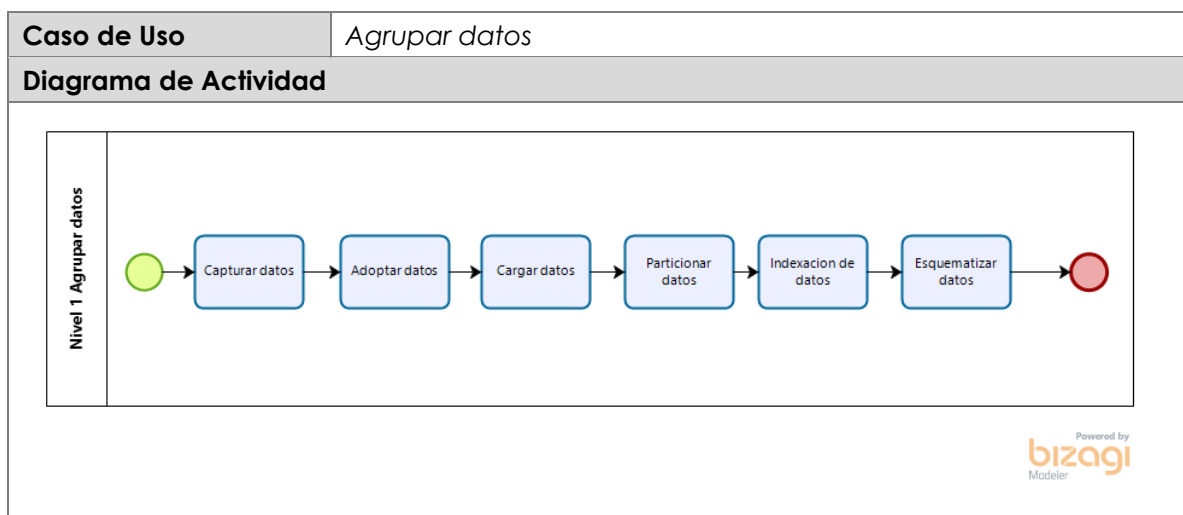 Caso de Uso
Agrupar datos
Diagrama de Actividad
Nivel 1 Agrupar datos
Capturar datos
Adoptar datos
Cargar datos
Particionar
datos
Indexacion de
datos
Esquematizar
datos
Powered by
bizagi
Modeler